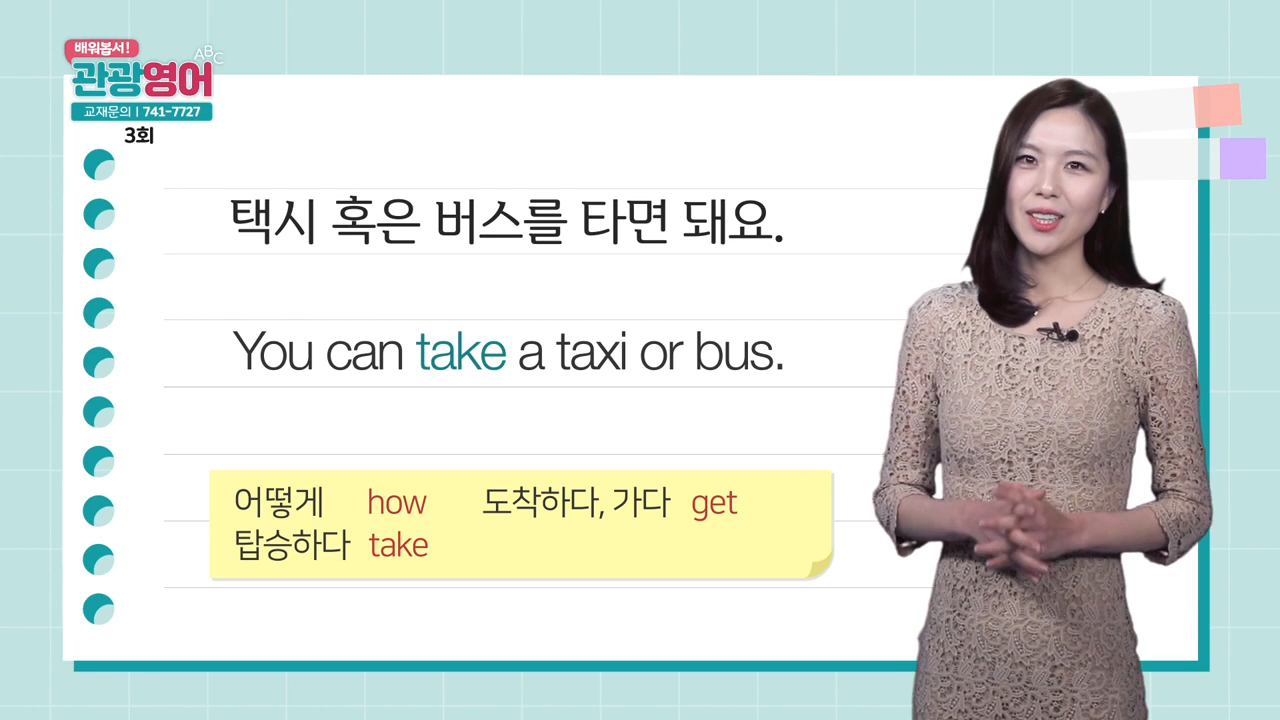 배워봅서!
ABC
관광영어
교재문의 | 741-7727
3회
택시 혹은 버스를 타면 돼요.
You can take a taxi or bus.
어떻게 how 도착하다, 가다 get
탑승하다 take